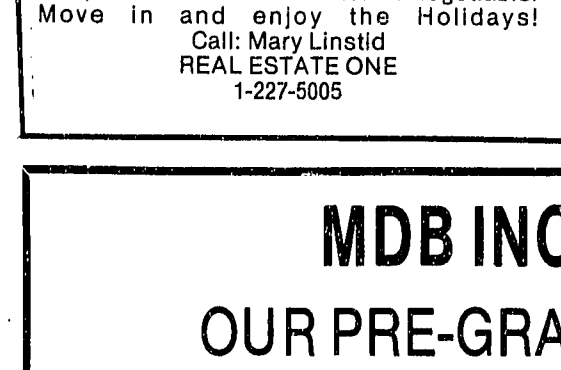 Move in and enjoy the Holidays!
Call: Mary Linstid
REAL ESTATE ONE
1-227-5005
MDB INC
OUR PRE-GRA